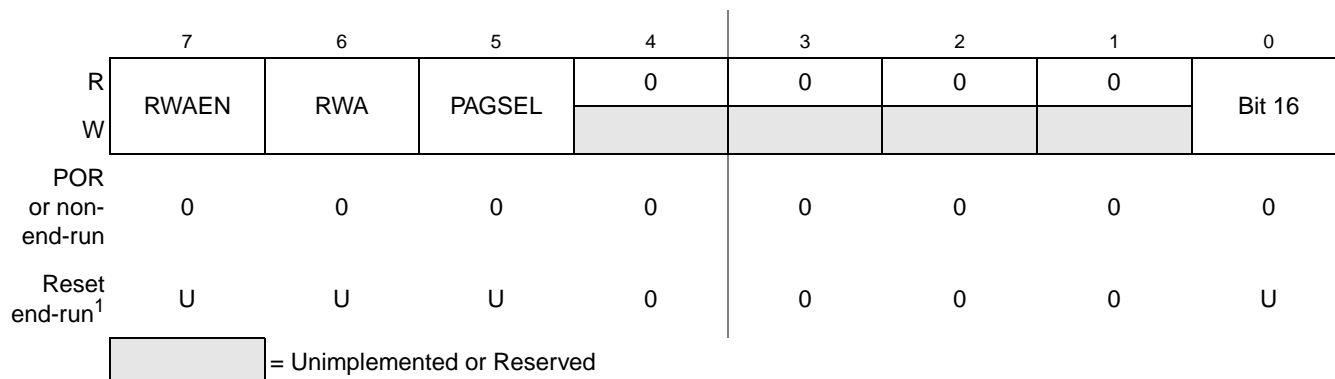 7 6 5 4 3 2 1 0
R RWAEN RWA PAGSEL 0 0 0 0 Bit 16
W
POR
or non-
end-run 0 0 0 0 0 0 0 0
Reset
end-run1 U U U 0 0 0 0 U
= Unimplemented or Reserved